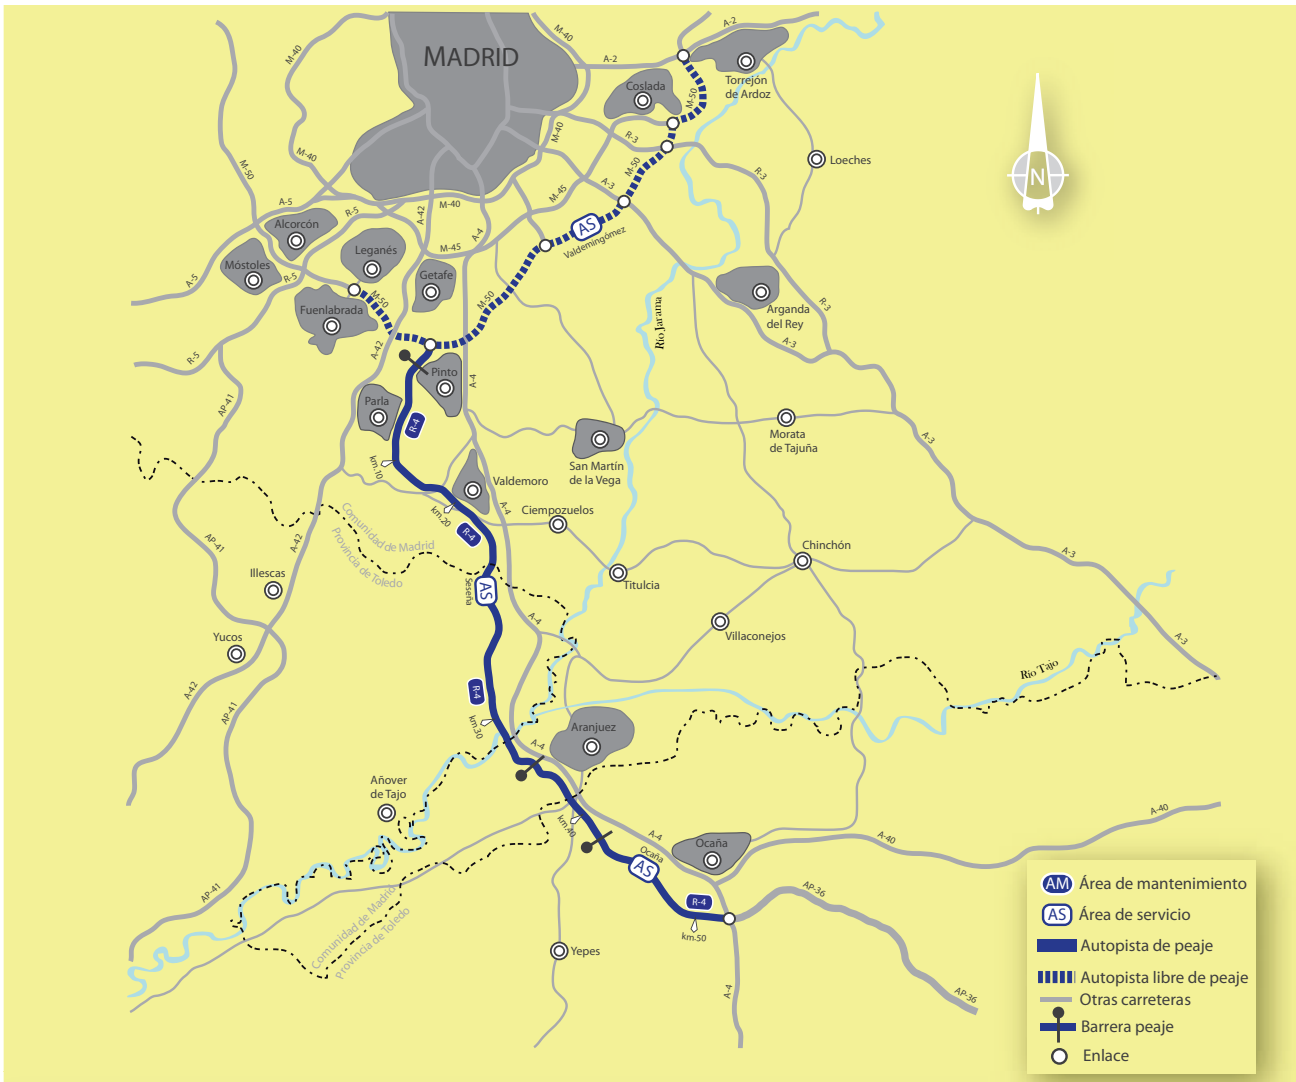 MADRID
M-40
M-40
A-2
A-2
M-40
Coslada
Torrejón
de Ardoz
M-50
M-40
R-3
M-50
M-40
M-50
R-3
Loeches
A-3
M-45
A-5
R-5
A-42
M-40
A-4
AS
Valdemingómez
Alcorcón
Leganés
M-45
Móstoles
R-5
Getafe
A-5
M-50
M-50
Fuenlabrada
Río Jarama
Arganda
del Rey
R-3
A-3
A-42
R-5
Pinto
A-4
AP-41
Parla
R-4
Morata
de Tajuña
A-3
km.10
San Martín
de la Vega
Valdemoro
km.20
Ciempozuelos
A-4
R-4
Comunidad de Madrid
Provincia de Toledo
AP-41
A-42
Chinchón
A-3
Illescas
Seseña
AS
Titulcia
A-4
Villaconejos
Yucos
A-3
Río Tajo
A-42
R-4
AP-41
km.30
Aranjuez
A-4
Añover
de Tajo
km.40
A-4
Ocaña
Ocaña
A-40
A-40
AS
AP-41
R-4
AP-36
km.50
Comunidad de Madrid
Provincia de Toledo
Yepes
A-4
AP-36
N
AM Área de mantenimiento
AS Área de servicio
Autopista de peaje
Autopista libre de peaje
Otras carreteras
Barrera peaje
Enlace